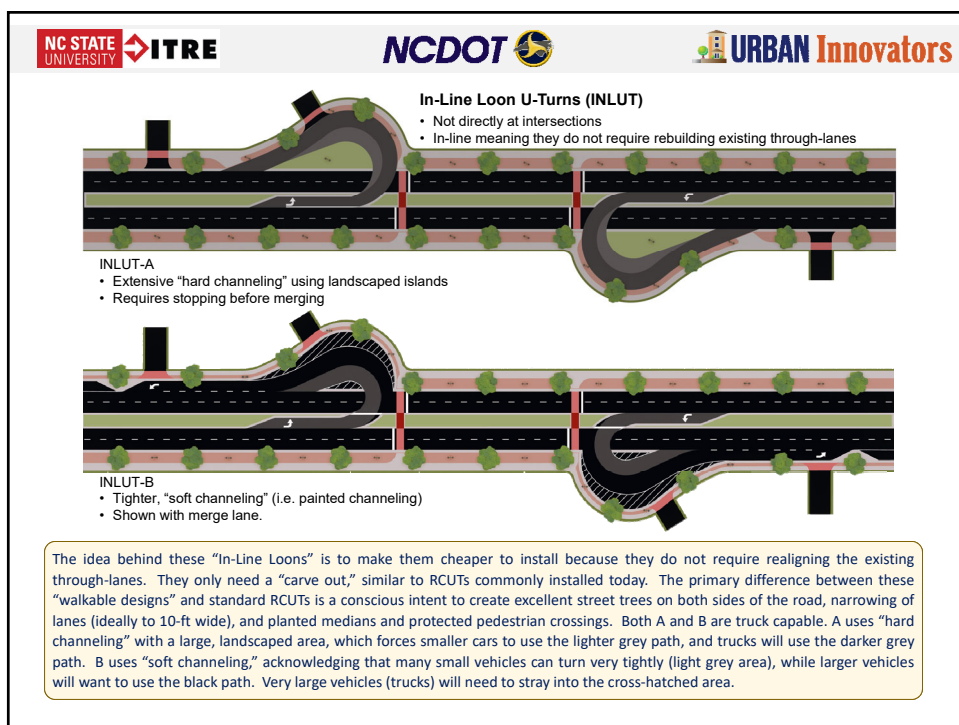 NC STATE
UNIVERSITY
ITRE
NCDOT
URBAN Innovators
In-Line Loon U-Turns (INLUT)
• Not directly at intersections
• In-line meaning they do not require rebuilding existing through-lanes
INLUT-A
• Extensive “hard channeling” using landscaped islands
• Requires stopping before merging
INLUT-B
• Tighter, “soft channeling” (i.e. painted channeling)
• Shown with merge lane.
The idea behind these “In-Line Loons” is to make them cheaper to install because they do not require realigning the existing
through-lanes. They only need a “carve out,” similar to RCUTs commonly installed today. The primary difference between these
“walkable designs” and standard RCUTs is a conscious intent to create excellent street trees on both sides of the road, narrowing of
lanes (ideally to 10-ft wide), and planted medians and protected pedestrian crossings. Both A and B are truck capable. A uses “hard
channeling” with a large, landscaped area, which forces smaller cars to use the lighter grey path, and trucks will use the darker grey
path. B uses “soft channeling,” acknowledging that many small vehicles can turn very tightly (light grey area), while larger vehicles
will want to use the black path. Very large vehicles (trucks) will need to stray into the cross-hatched area.